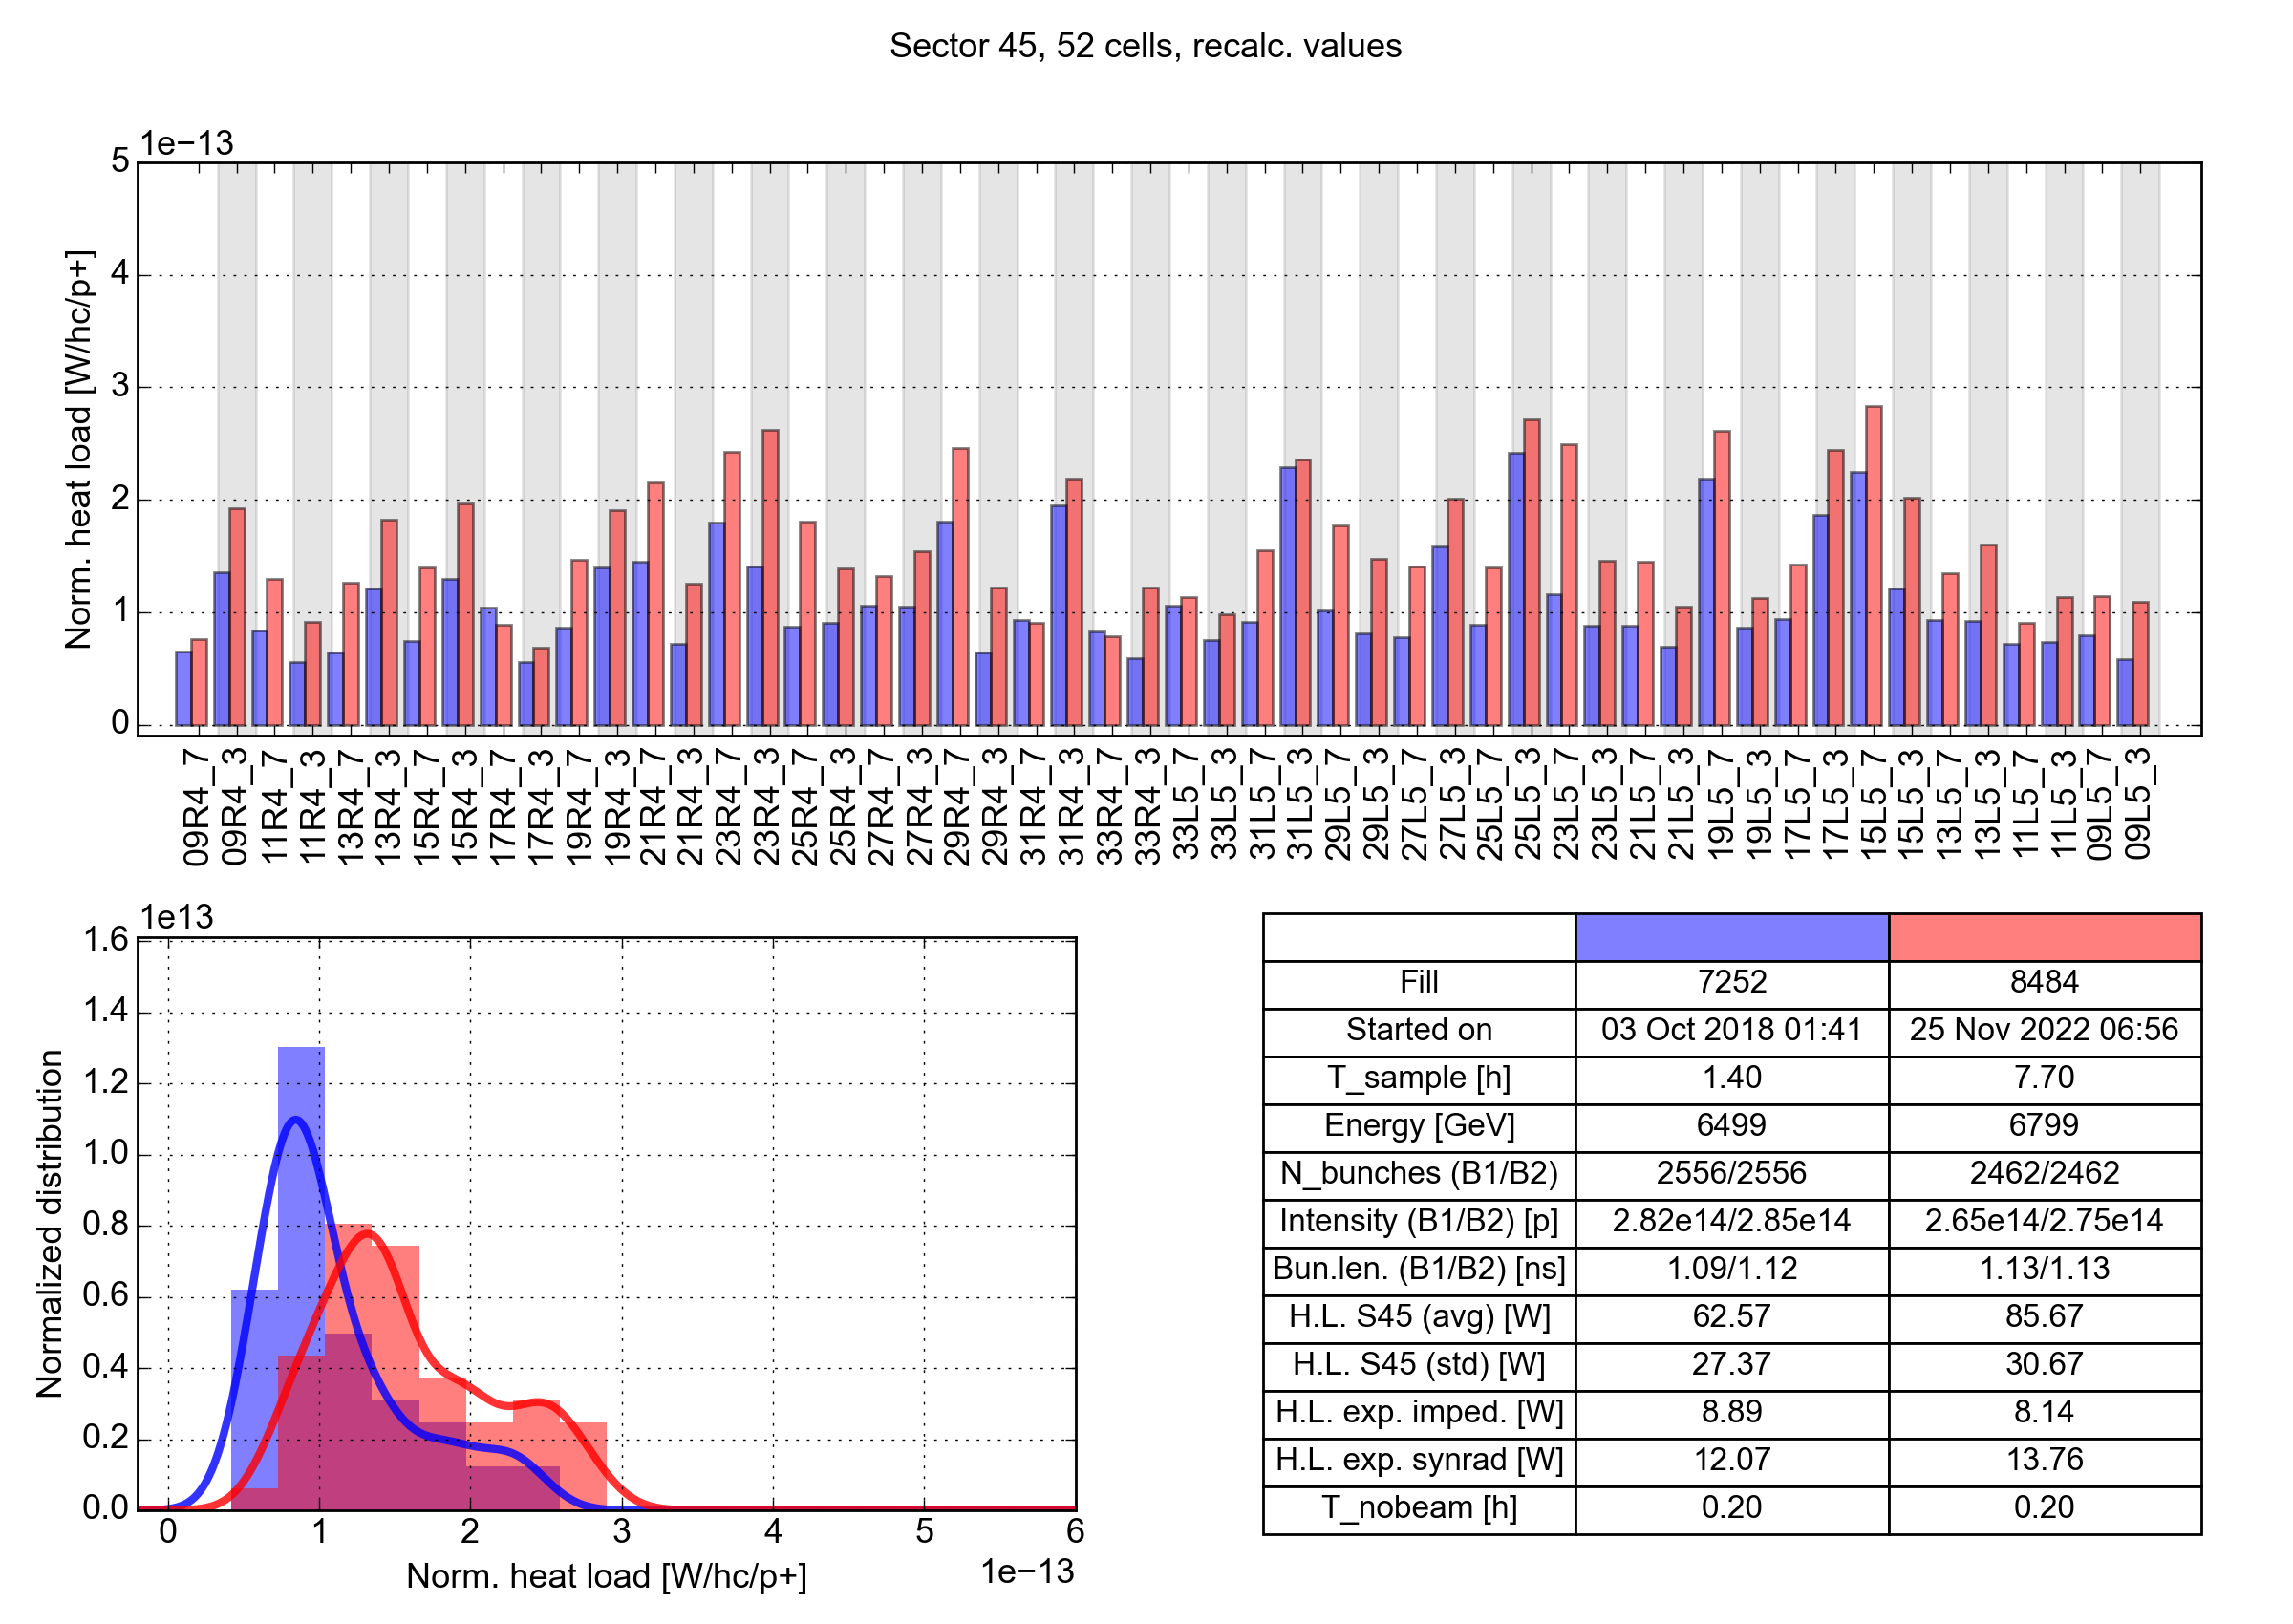 Sector 45, 52 cells, recalc. values
1e−13
5
4
3
2
1
0
Norm. heat load [W/hc/p+]
09R4_7 09R4_3 11R4_7 11R4_3 13R4_7 13R4_3 15R4_7 15R4_3 17R4_7 17R4_3 19R4_7 19R4_3 21R4_7 21R4_3 23R4_7 23R4_3 25R4_7 25R4_3 27R4_7 27R4_3 29R4_7 29R4_3 31R4_7 31R4_3 33R4_7 33R4_3 33L5_7 33L5_3 31L5_7 31L5_3 29L5_7 29L5_3 27L5_7 27L5_3 25L5_7 25L5_3 23L5_7 23L5_3 21L5_7 21L5_3 19L5_7 19L5_3 17L5_7 17L5_3 15L5_7 15L5_3 13L5_7 13L5_3 11L5_7 11L5_3 09L5_7 09L5_3
1e13
1.6
1.4
1.2
1.0
0.8
0.6
0.4
0.2
0.0
Normalized distribution
0 1 2 3 4 5 6
1e−13
Norm. heat load [W/hc/p+]
Fill 7252 8484
Started on 03 Oct 2018 01:41 25 Nov 2022 06:56
T_sample [h] 1.40 7.70
Energy [GeV] 6499 6799
N_bunches (B1/B2) 2556/2556 2462/2462
Intensity (B1/B2) [p] 2.82e14/2.85e14 2.65e14/2.75e14
Bun.len. (B1/B2) [ns] 1.09/1.12 1.13/1.13
H.L. S45 (avg) [W] 62.57 85.67
H.L. S45 (std) [W] 27.37 30.67
H.L. exp. imped. [W] 8.89 8.14
H.L. exp. synrad [W] 12.07 13.76
T_nobeam [h] 0.20 0.20